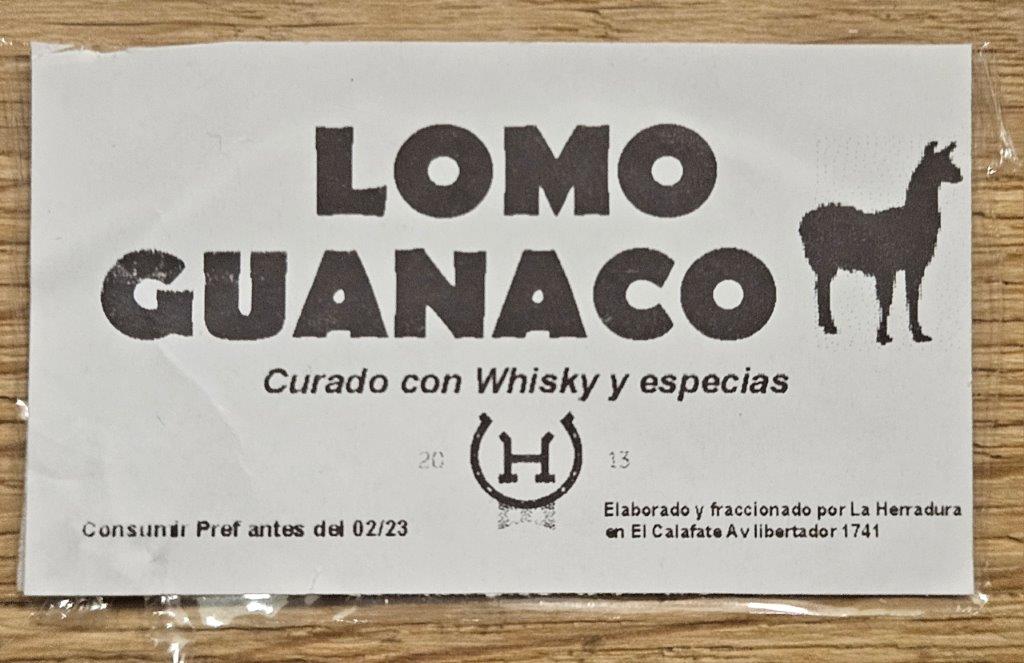 LOMO
GUANACO
Curado con Whisky y especias
20 H 13
Consumir Pref antes del 02/23
Elaborado y fraccionado por La Herradura
en El Calafate Av libertador 1741